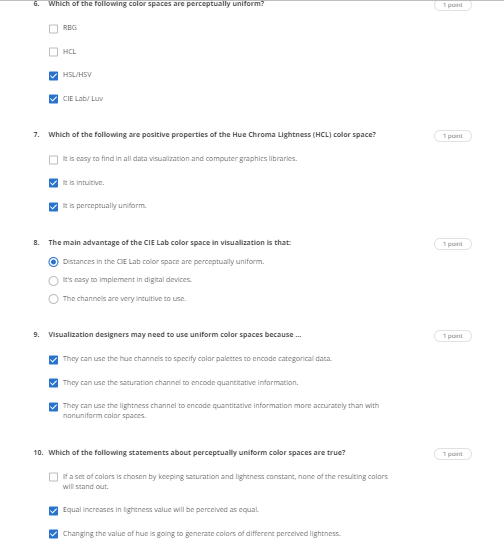 6. Which of the following color spaces are perceptually uniform?
1 point
RBG
HCL
HSL/HSV
CIE Lab/ Luv
7. Which of the following are positive properties of the Hue Chroma Lightness (HCL) color space?
1 point
It is easy to find in all data visualization and computer graphics libraries.
It is intuitive.
It is perceptually uniform.
8. The main advantage of the CIE Lab color space in visualization is that:
1 point
Distances in the CIE Lab color space are perceptually uniform.
It's easy to implement in digital devices.
The channels are very intuitive to use.
9. Visualization designers may need to use uniform color spaces because ...
1 point
They can use the hue channels to specify color palettes to encode categorical data.
They can use the saturation channel to encode quantitative information.
They can use the lightness channel to encode quantitative information more accurately than with
nonuniform color spaces.
10. Which of the following statements about perceptually uniform color spaces are true?
1 point
If a set of colors is chosen by keeping saturation and lightness constant, none of the resulting colors
will stand out.
Equal increases in lightness value will be perceived as equal.
Changing the value of hue is going to generate colors of different perceived lightness.